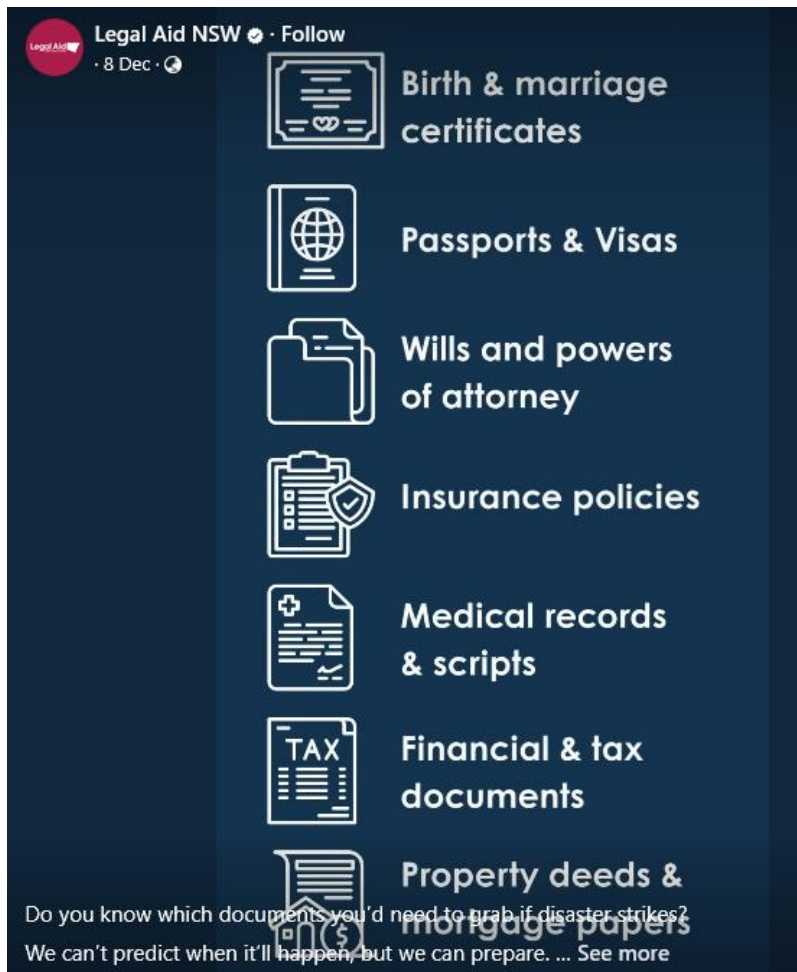 Legal Aid NSW · Follow
· 8 Dec ·
Legal Aid
Birth & marriage
certificates
Passports & Visas
Wills and powers
of attorney
Insurance policies
Medical records
& scripts
TAX
Financial & tax
documents
Property deeds &
mortgage papers
$
Do you know which documents you'd need to grab if disaster strikes?
We can't predict when it'll happen, but we can prepare. ... See more